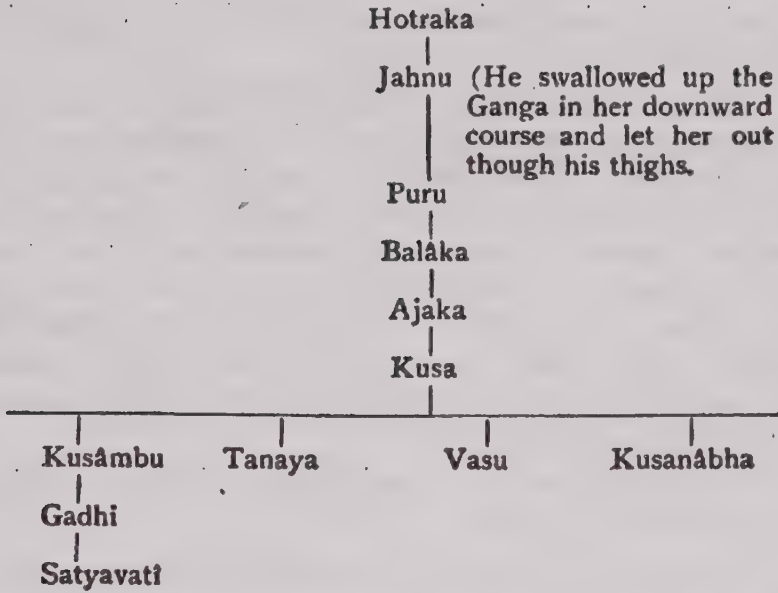 Hotraka
Jahnu (He swallowed up the
Ganga in her downward
course and let her out
though his thighs.
Puru
Balâka
Ajaka
Kusa
Kusâmbu Tanaya Vasu Kusanâbha
Gadhi
Satyavatî